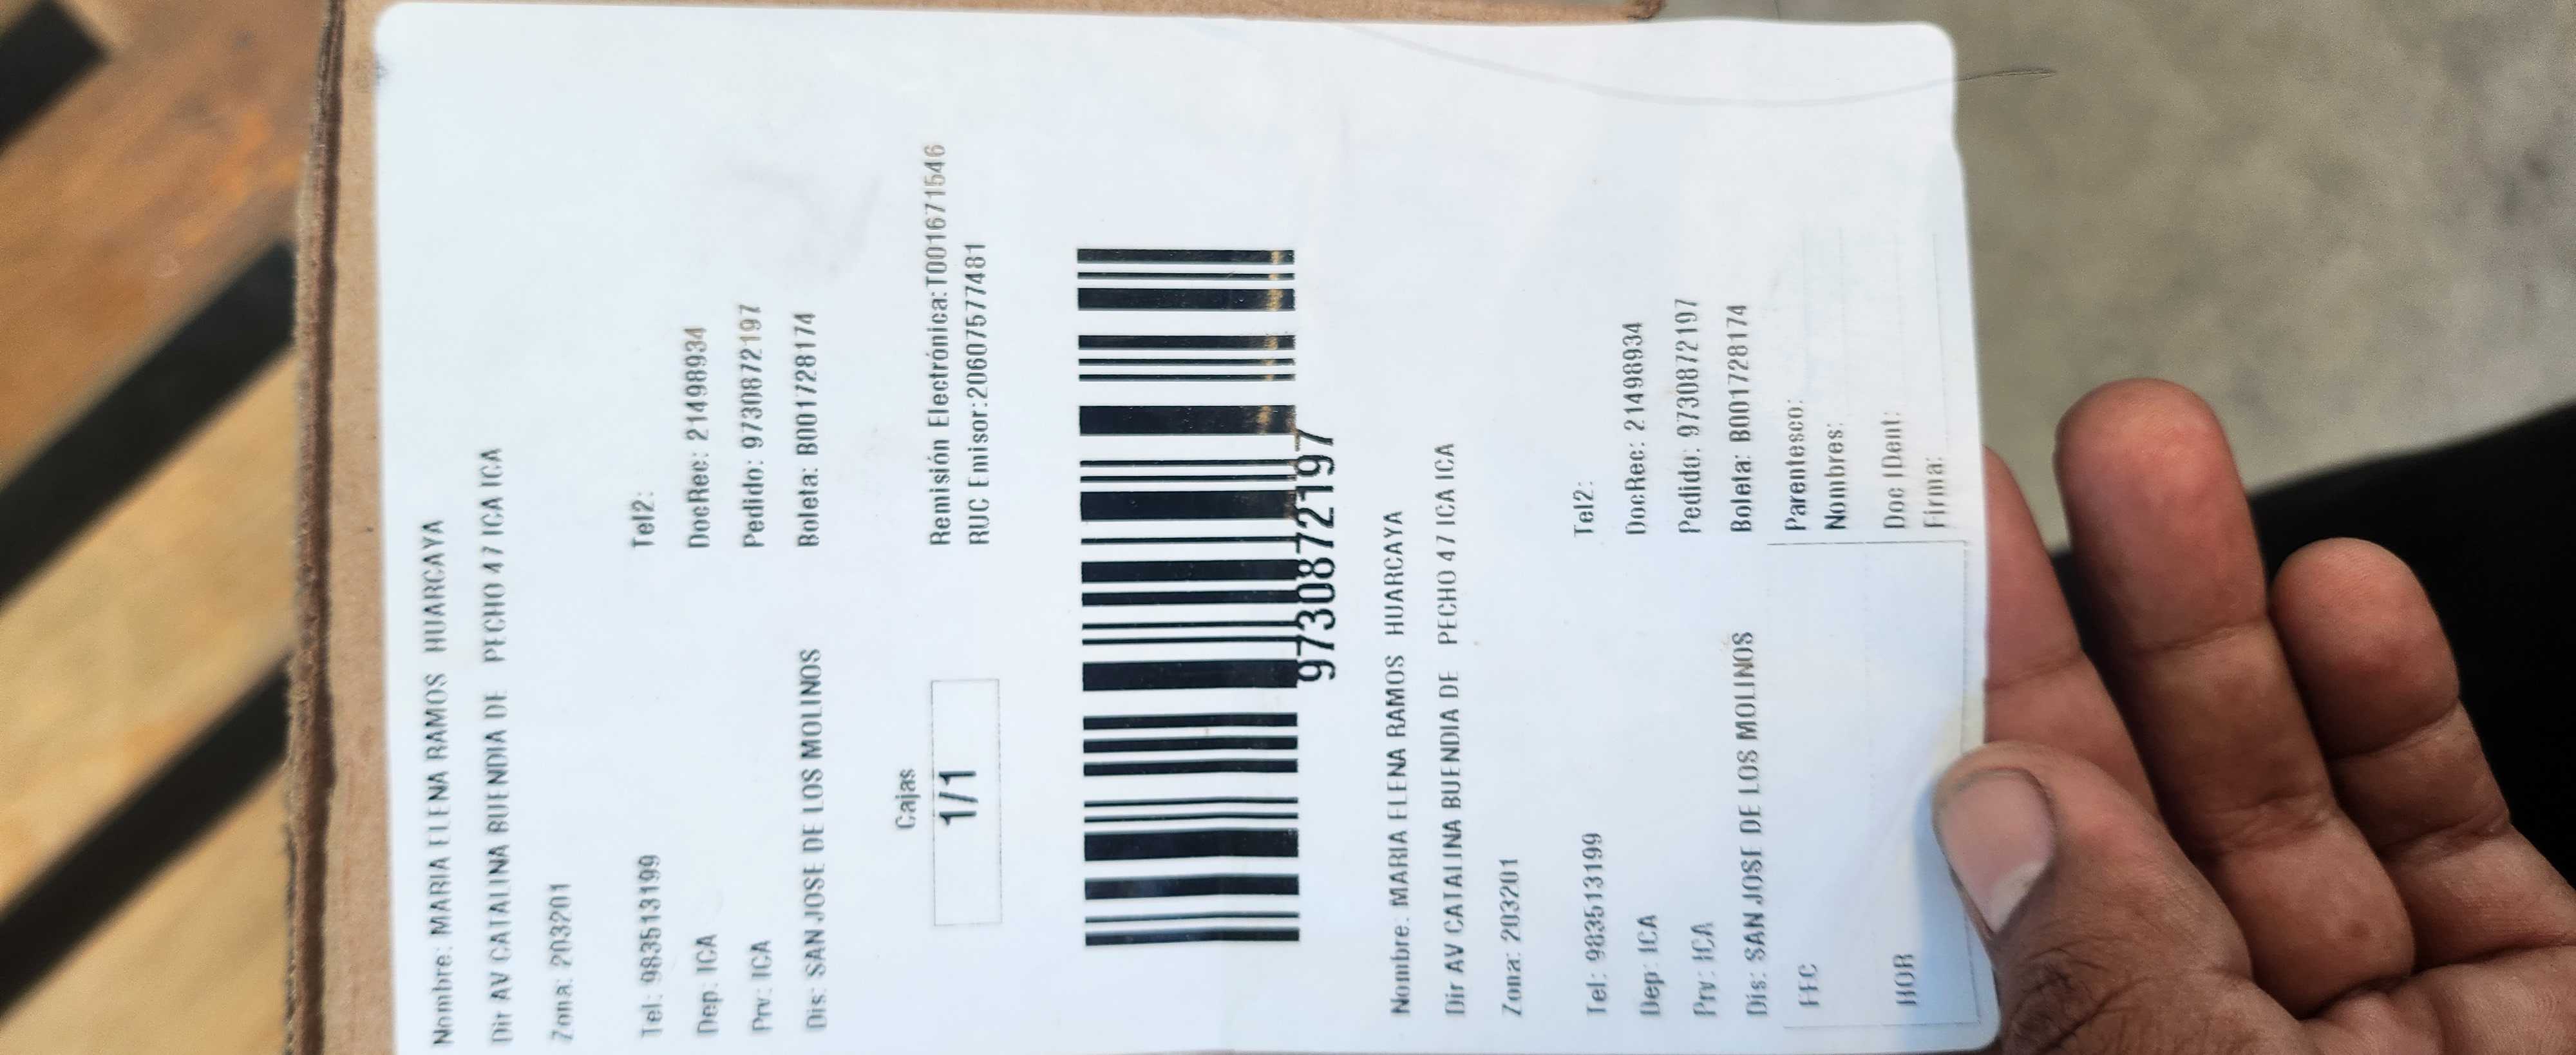 Nombre: MARIA ELENA RAMOS HUARCAYA
Dir AV CATALINA BUENDIA DE PECHO 47 ICA ICA
Zona: 203201
Tel: 983513199 Tel2:
Dep: ICA DocRec: 21498934
Prv: ICA Pedido: 9730872197
Dis: SAN JOSE DE LOS MOLINOS Boleta: B001728174
Cajas
1/1
Remisión Electrónica:T001671546
RUC Emisor:20607577481
9730872197
Nombre: MARIA ELENA RAMOS HUARCAYA
Dir AV CATALINA BUENDIA DE PECHO 47 ICA ICA
Zona: 203201
Tel: 983513199 Tel2:
Dep: ICA DocRec: 21498934
Prv: ICA Pedido: 9730872197
Dis: SAN JOSE DE LOS MOLINOS Boleta: B001728174
FEC Parentesco:
Nombres:
HOR Doc IDent:
Firma: